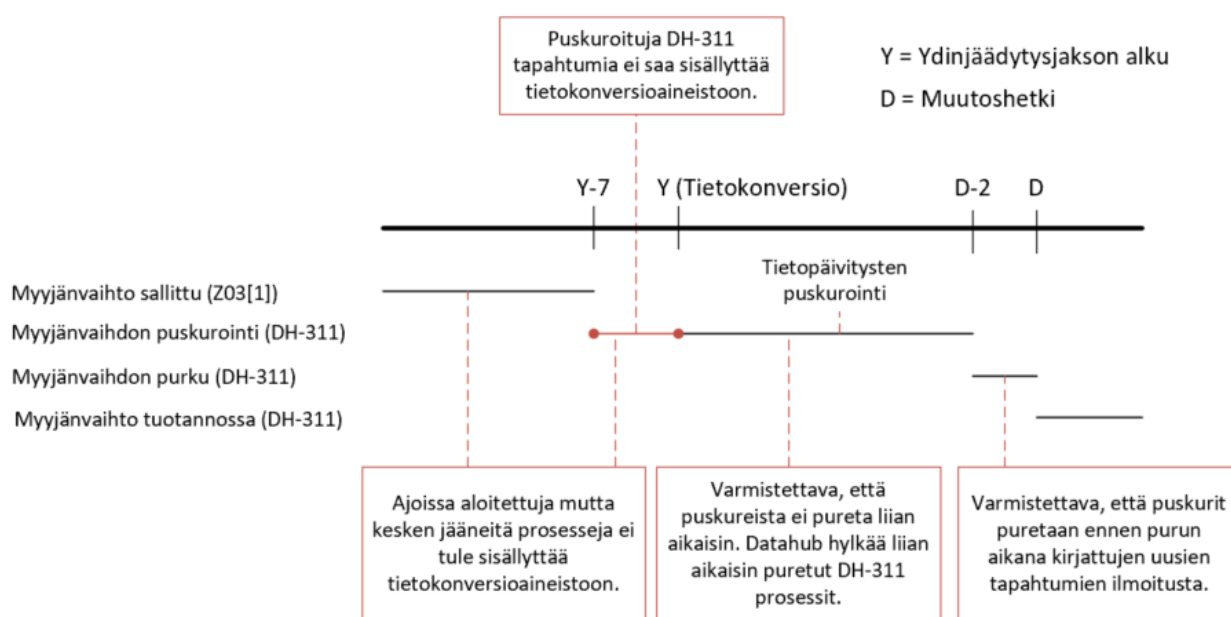 Puskuroituja DH-311
tapahtumia ei saa sisällyttää
tietokonversioaineistoon.
Y = Ydinjäädytysjakson alku
D = Muutoshetki
Y-7
Y (Tietokonversio)
D-2
D
Tietopäivitysten
puskurointi
Myyjänvaihto sallittu (Z03[1])
Myyjänvaihdon puskurointi (DH-311)
Myyjänvaihdon purku (DH-311)
Myyjänvaihto tuotannossa (DH-311)
Ajoissa aloitettuja mutta
kesken jääneitä prosesseja ei
tule sisällyttää
tietokonversioaineistoon.
Varmistettava, että
puskureista ei pureta liian
aikaisin. Datahub hylkää liian
aikaisin puretut DH-311
prosessit.
Varmistettava, että puskurit
puretaan ennen purun
aikana kirjattujen uusien
tapahtumien ilmoitusta.